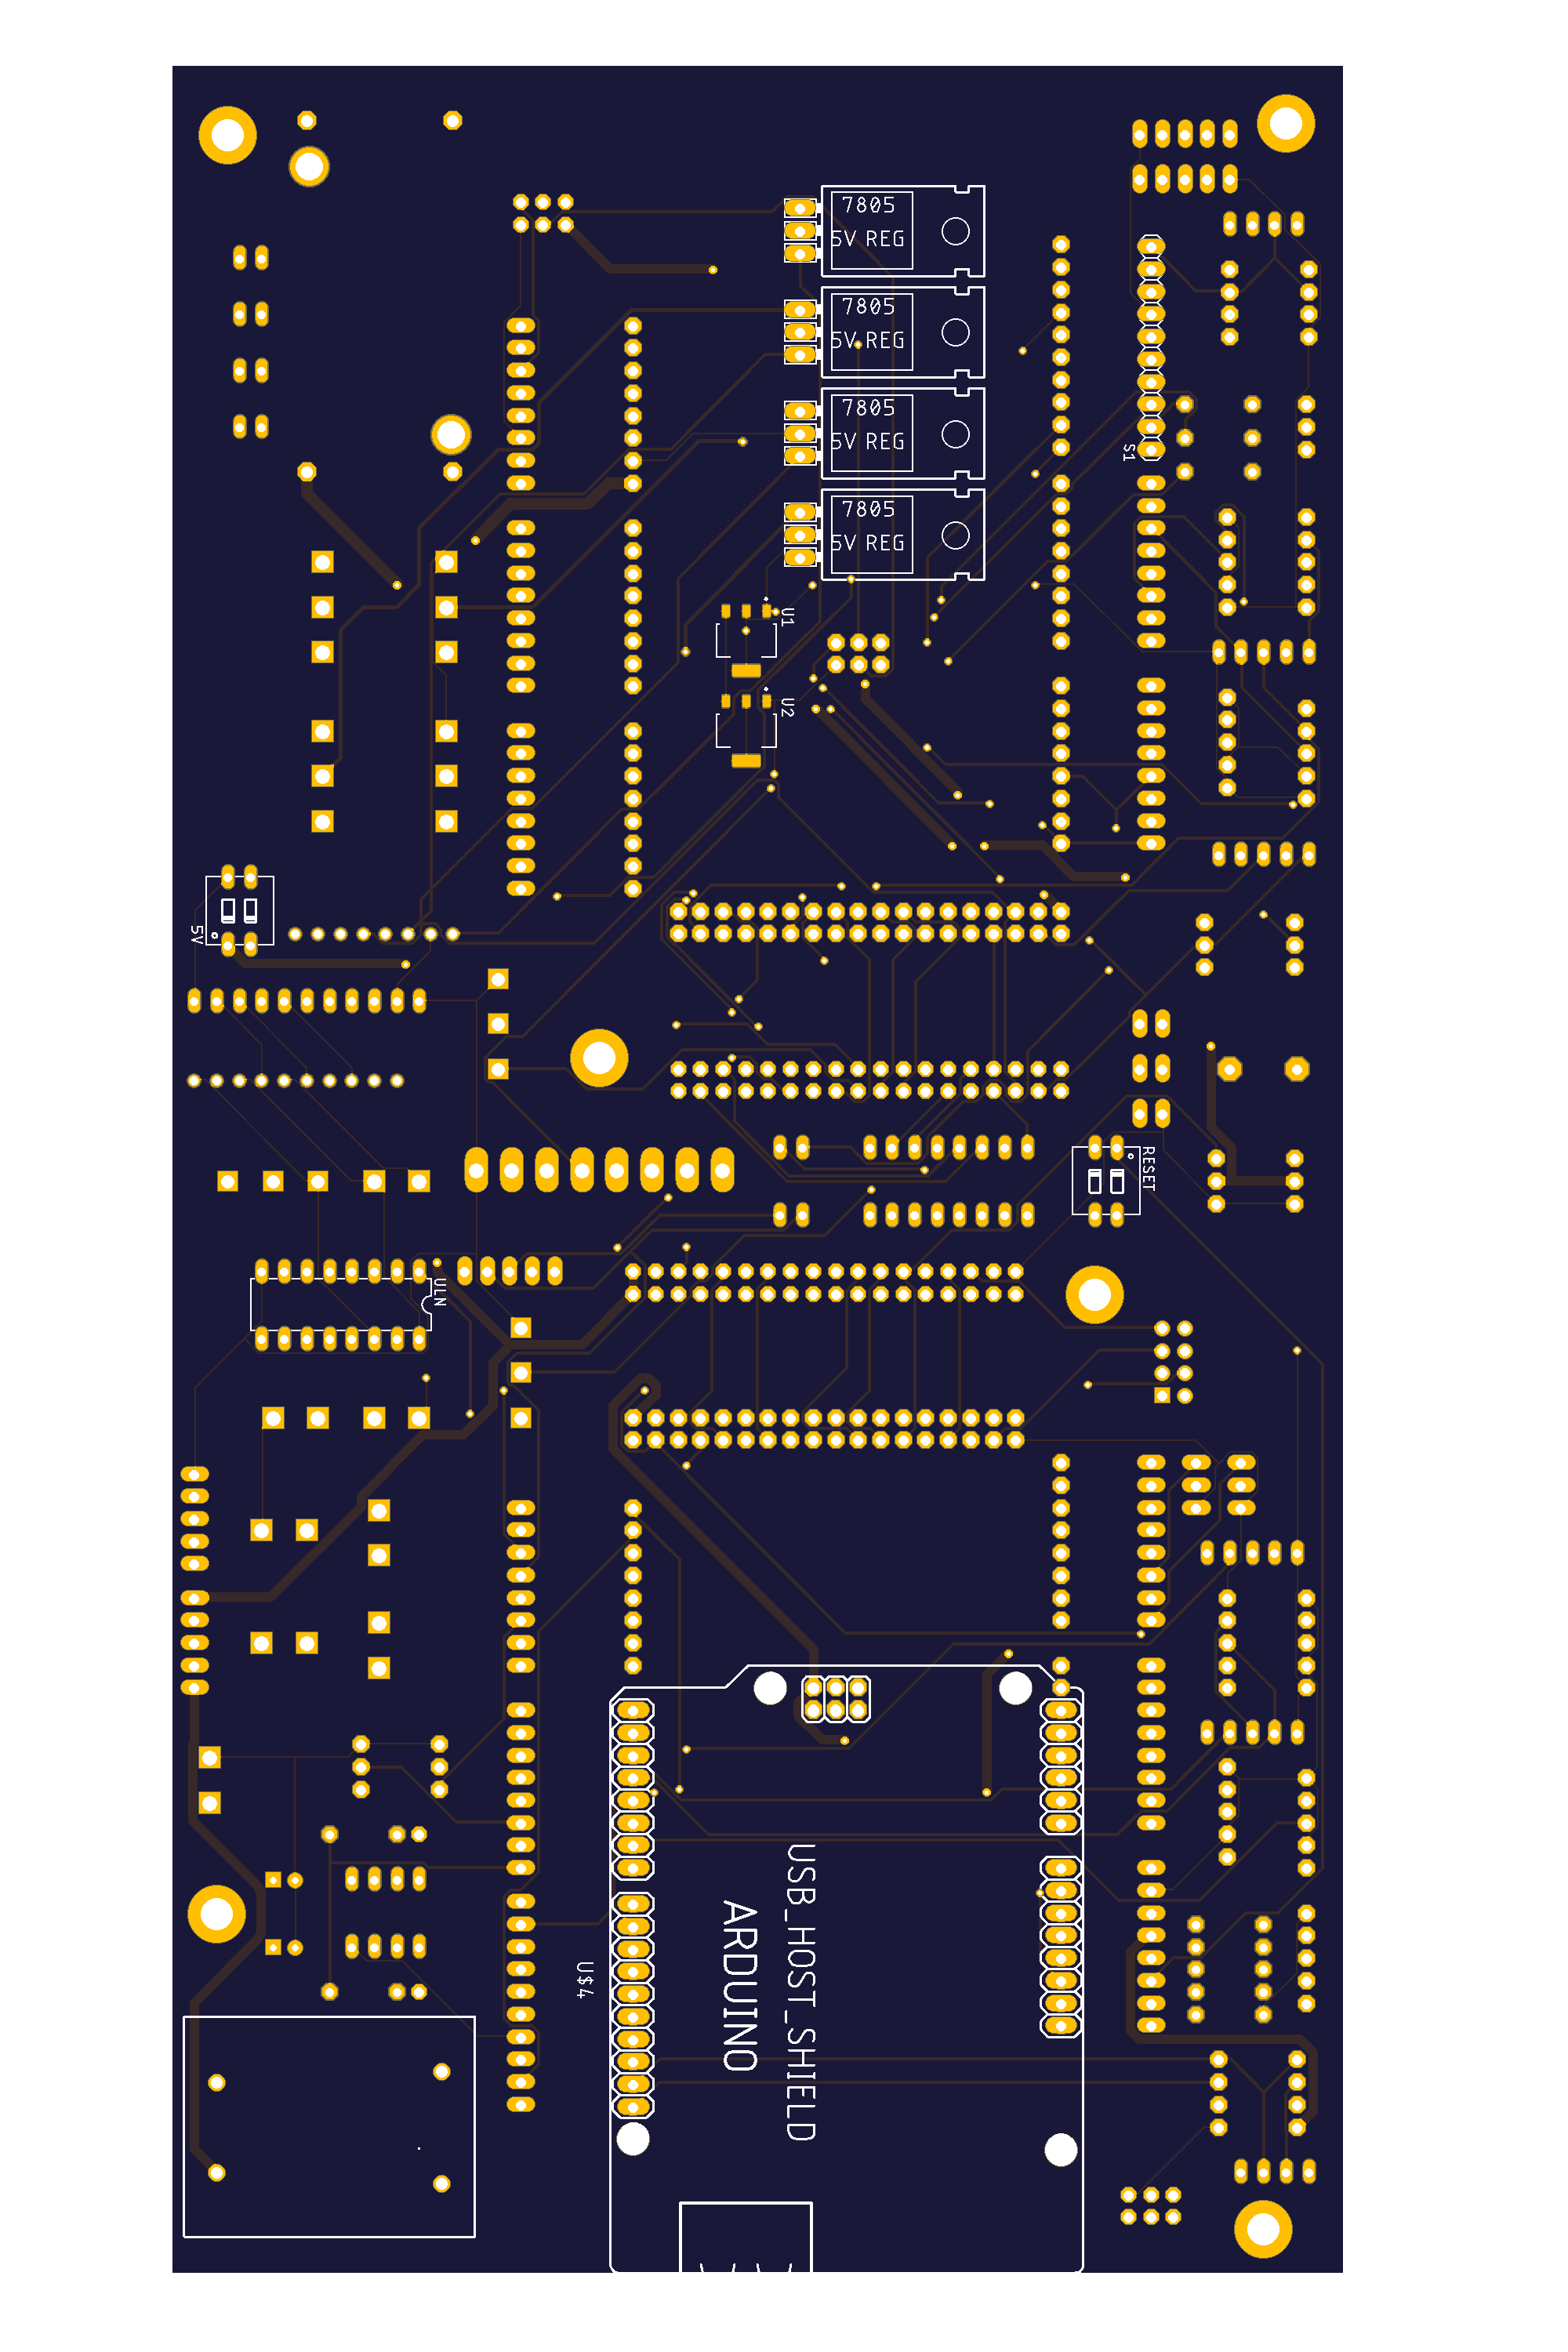 7805
5V REG
7805
5V REG
7805
5V REG
S1
7805
5V REG
U1
U2
5V
RESET
ULN
USB_HOST_SHIELD
ARDUINO
U$4